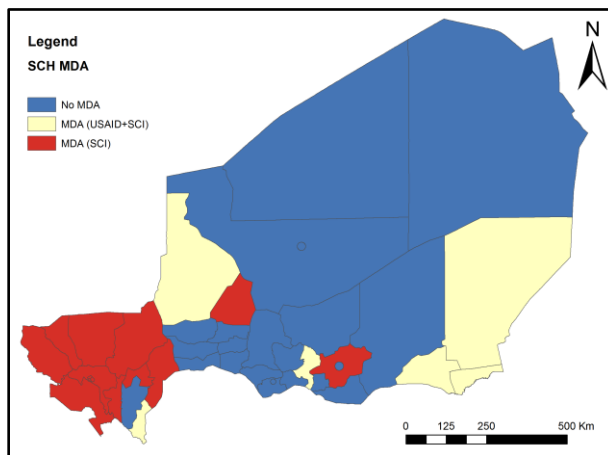 Legend
SCH MDA
No MDA
MDA (USAID+SCI)
MDA (SCI)
N
0 125 250 500 Km